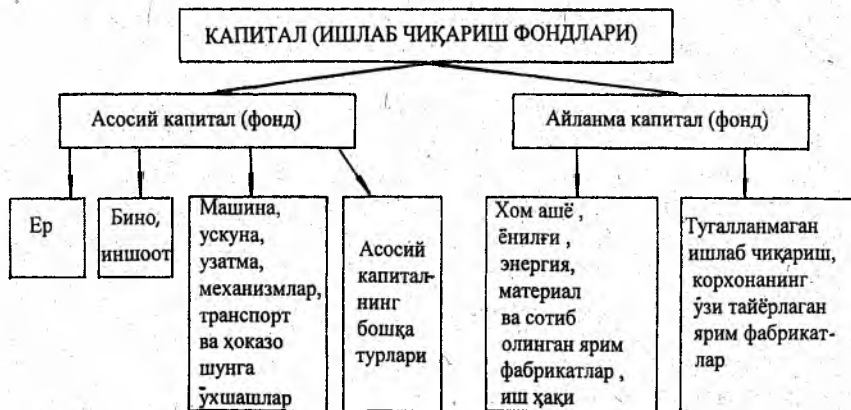 КАПИТАЛ (ИШЛАБ ЧИҚАРИШ ФОНДЛАРИ)
Асосий капитал (фонд)
Айланма капитал (фонд)
Ер
Бино,
иншоот
Машина,
ускуна,
узатма,
механизмлар,
транспорт
ва ҳоказо
шунга
ўхшашлар
Асосий
капитал-
нинг
бошқа
турлари
Хом ашё ,
ёнилғи ,
энергия,
материал
ва сотиб
олинган ярим
фабрикатлар ,
иш ҳақи
Тугалланмаган
ишлаб чиқариш,
корхонанинг
ўзи тайёрлаган
ярим фабрикат-
лар